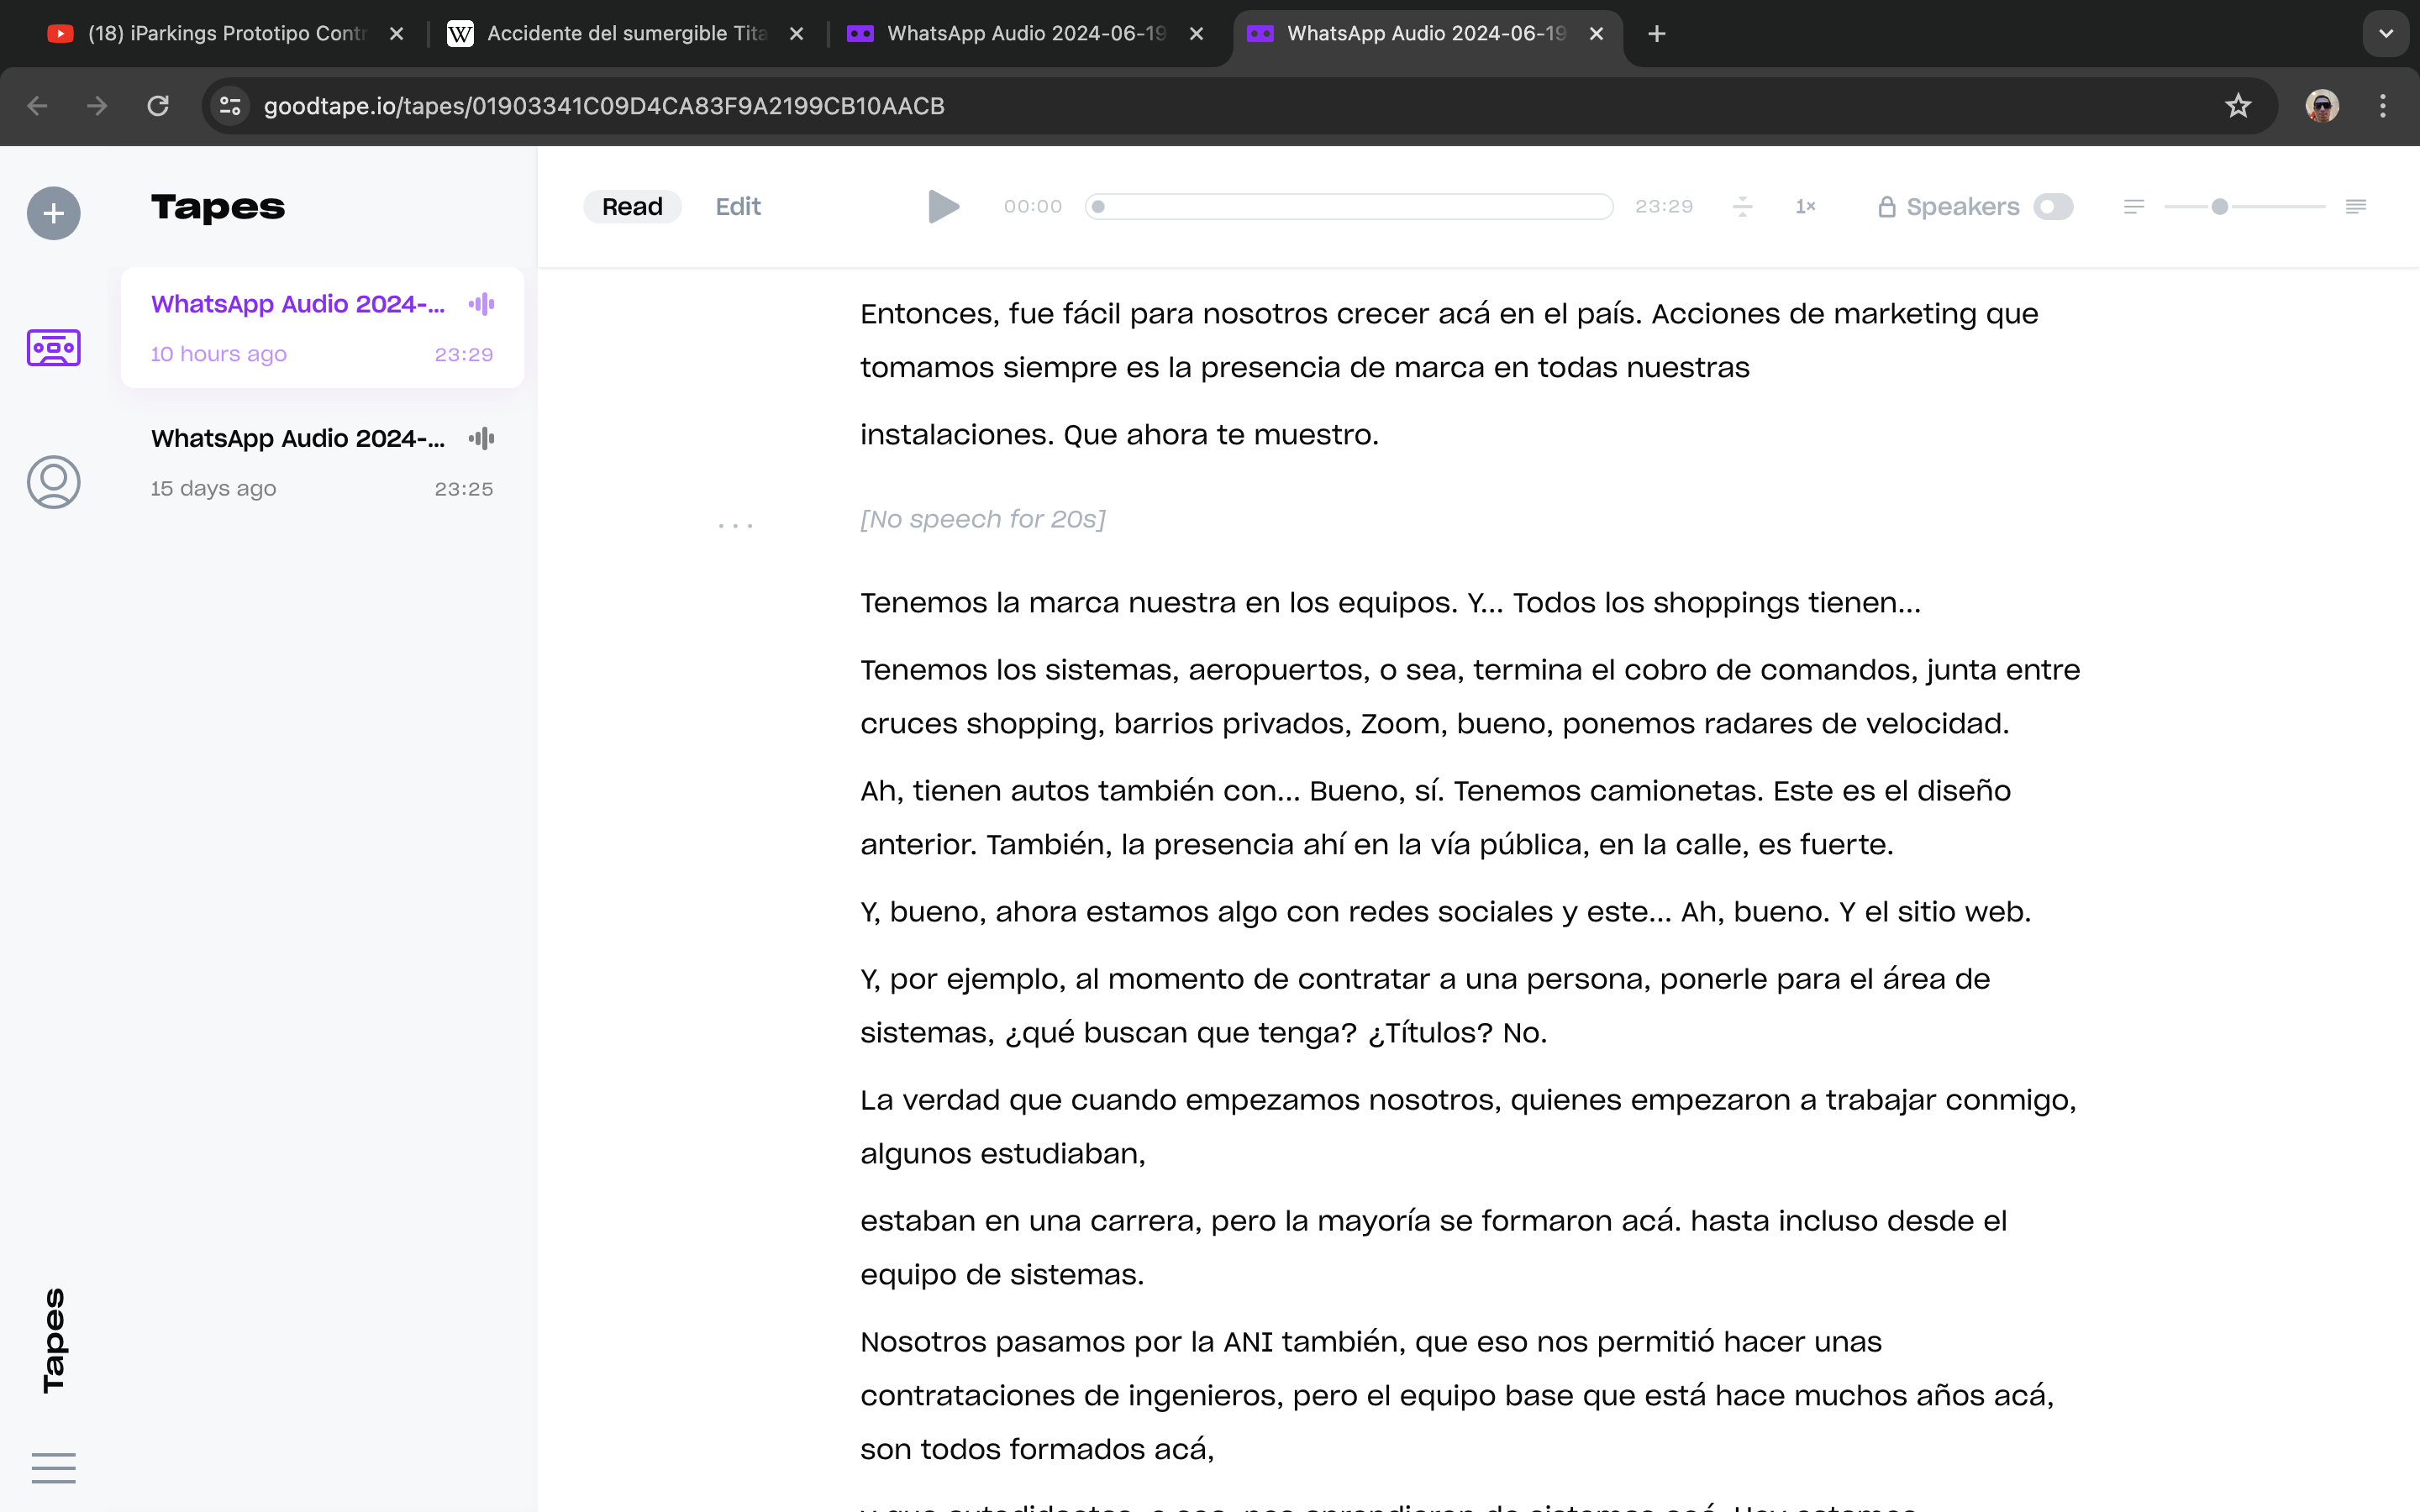 (18) iParkings Prototipo Contr
Accidente del sumergible Tita
WhatsApp Audio 2024-06-19
WhatsApp Audio 2024-06-19
goodtape.io/tapes/01903341C09D4CA83F9A2199CB10AACB
Tapes
WhatsApp Audio 2024-...
10 hours ago 23:29
WhatsApp Audio 2024-...
15 days ago 23:25
Tapes
Read Edit 00:00 23:29 1× Speakers
Entonces, fue fácil para nosotros crecer acá en el país. Acciones de marketing que
tomamos siempre es la presencia de marca en todas nuestras
instalaciones. Que ahora te muestro.
... [No speech for 20s]
Tenemos la marca nuestra en los equipos. Y... Todos los shoppings tienen...
Tenemos los sistemas, aeropuertos, o sea, termina el cobro de comandos, junta entre
cruces shopping, barrios privados, Zoom, bueno, ponemos radares de velocidad.
Ah, tienen autos también con... Bueno, sí. Tenemos camionetas. Este es el diseño
anterior. También, la presencia ahí en la vía pública, en la calle, es fuerte.
Y, bueno, ahora estamos algo con redes sociales y este... Ah, bueno. Y el sitio web.
Y, por ejemplo, al momento de contratar a una persona, ponerle para el área de
sistemas, ¿qué buscan que tenga? ¿Títulos? No.
La verdad que cuando empezamos nosotros, quienes empezaron a trabajar conmigo,
algunos estudiaban,
estaban en una carrera, pero la mayoría se formaron acá. hasta incluso desde el
equipo de sistemas.
Nosotros pasamos por la ANI también, que eso nos permitió hacer unas
contrataciones de ingenieros, pero el equipo base que está hace muchos años acá,
son todos formados acá,